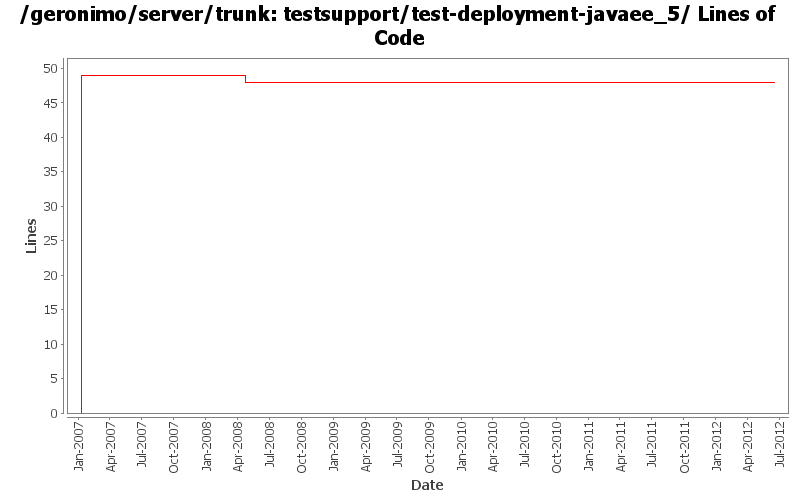 /geronimo/server/trunk: testsupport/test-deployment-javaee_5/ Lines of
Code
50
45
40
35
30
25
20
15
10
5
0
Lines
Jan-2007
Apr-2007
Jul-2007
Oct-2007
Jan-2008
Apr-2008
Jul-2008
Oct-2008
Jan-2009
Apr-2009
Jul-2009
Oct-2009
Jan-2010
Apr-2010
Jul-2010
Oct-2010
Jan-2011
Apr-2011
Jul-2011
Oct-2011
Jan-2012
Apr-2012
Jul-2012
Date